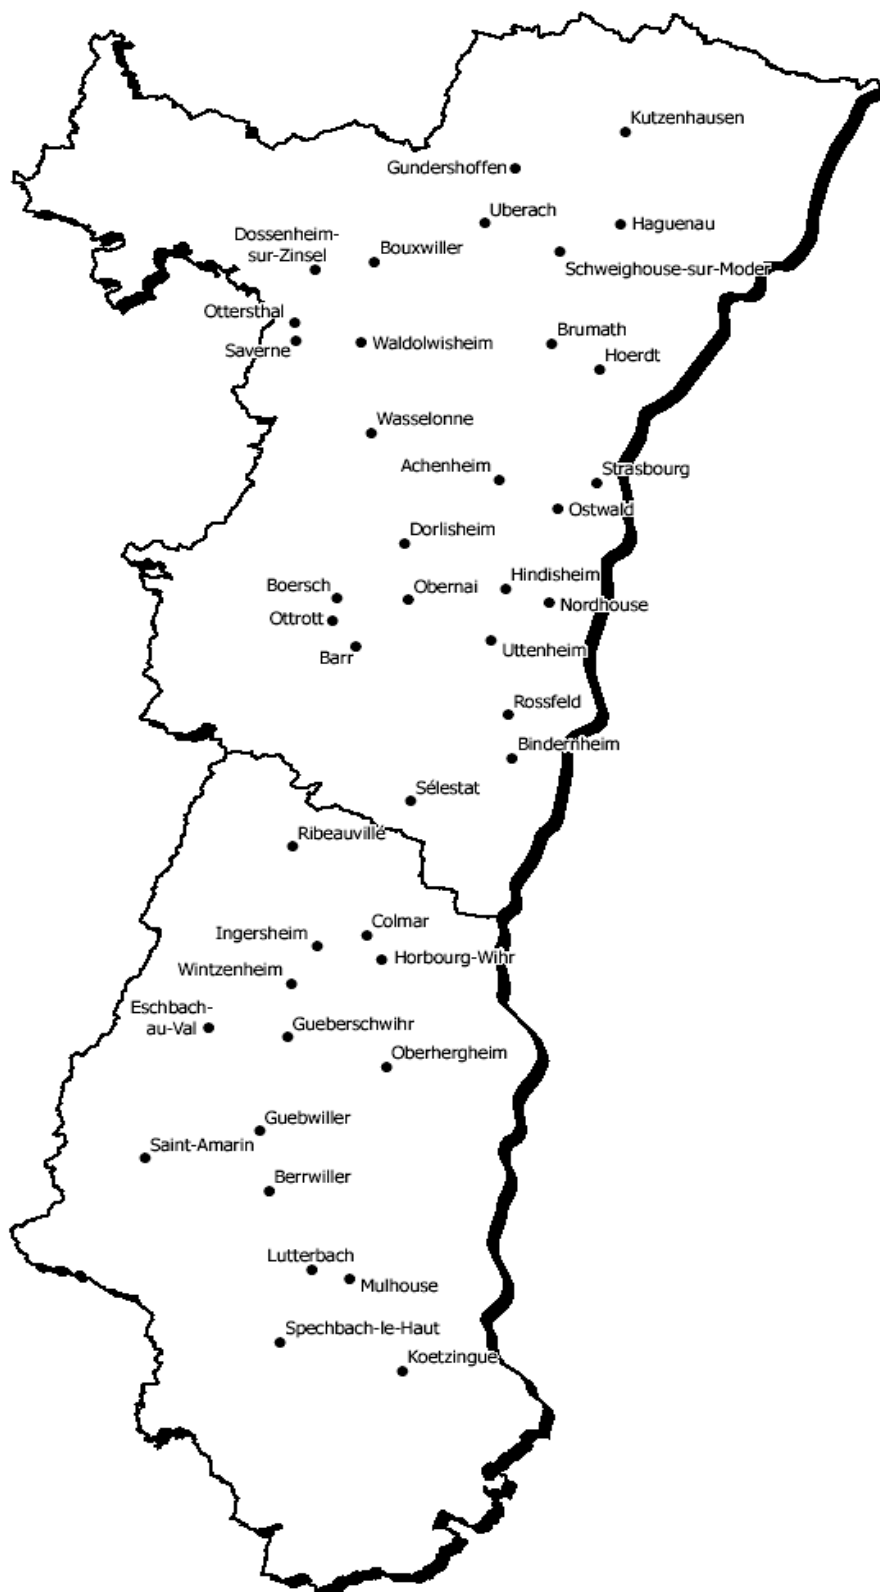 Kutzenhausen
Gundershoffen
Uberach
Haguenau
Dossenheim-
sur-Zinsel
Bouxwiller
Schweighouse-sur-Moder
Ottersthal
Saverne
Waldolwisheim
Brumath
Hoerdt
Wasselonne
Achenheim
Strasbourg
Ostwald
Dorlisheim
Hindisheim
Boersch
Obernai
Nordhouse
Ottrott
Barr
Uttenheim
Rossfeld
Bindernheim
Sélestat
Ribeauvillé
Colmar
Ingersheim
Horbourg-Wihr
Wintzenheim
Eschbach-
au-Val
Gueberschwihr
Oberhergheim
Guebwiller
Saint-Amarin
Berrwiller
Lutterbach
Mulhouse
Spechbach-le-Haut
Koetzingue